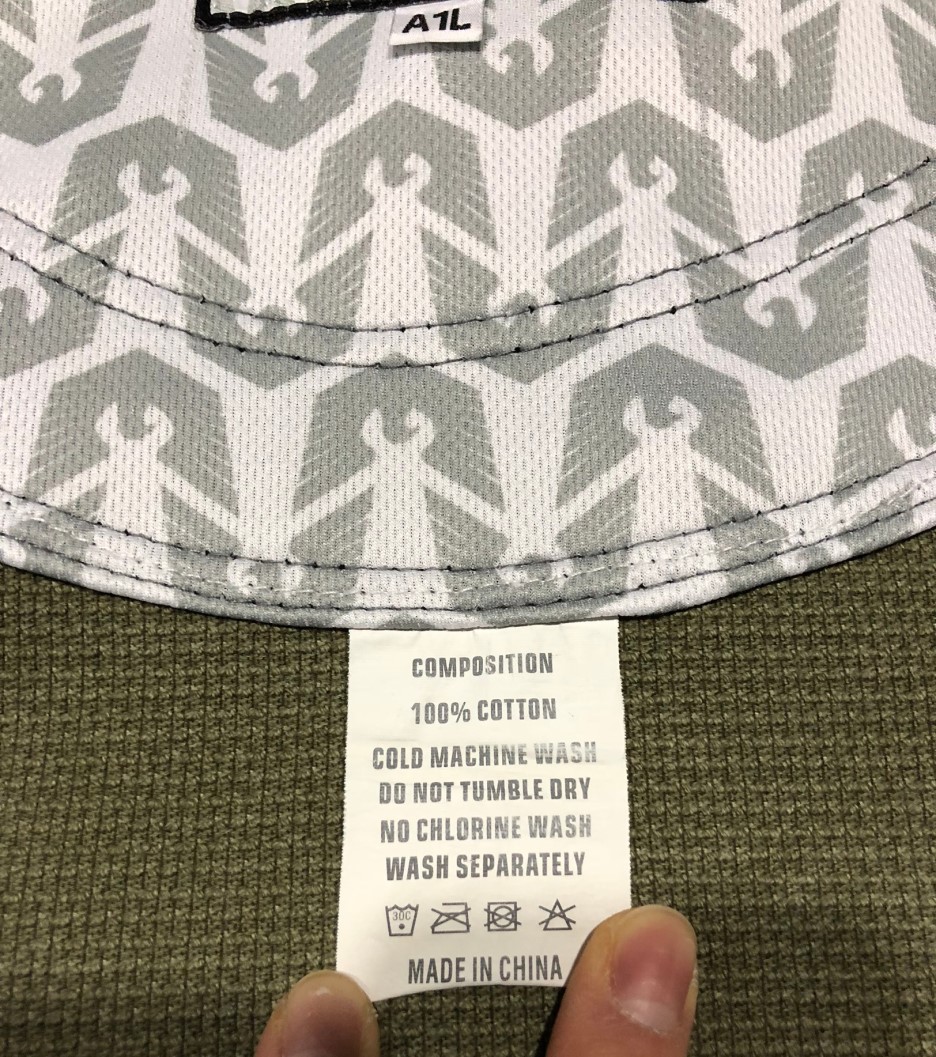 A1L
COMPOSITION
100% COTTON
COLD MACHINE WASH
DO NOT TUMBLE DRY
NO CHLORINE WASH
WASH SEPARATELY
30C
MADE IN CHINA